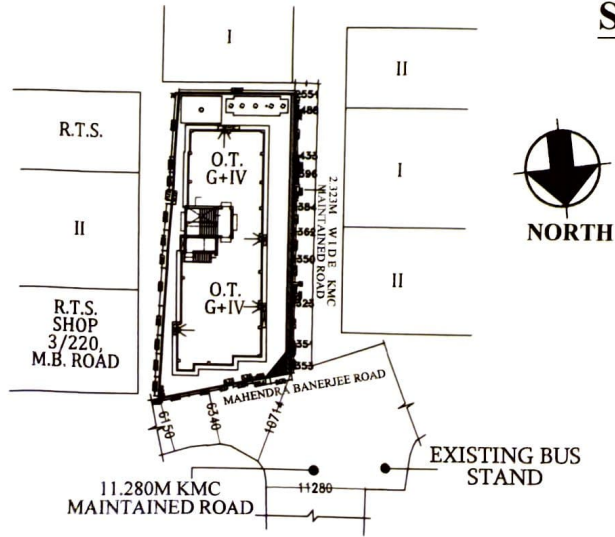 S
I
II
R.T.S.
O.T.
G+IV
I
II
2.323M WIDE KMC
MAINTAINED ROAD
NORTH
O.T.
G+IV
II
R.T.S.
SHOP
3/220,
M.B. ROAD
MAHENDRA BANERJEE ROAD
6150
6340
10714
11.280M KMC
MAINTAINED ROAD
11280
EXISTING BUS
STAND